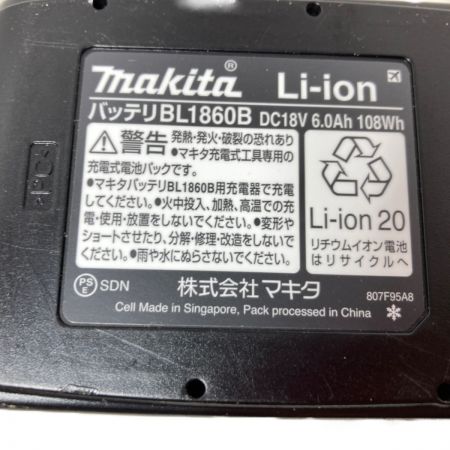 makita® Li-ion
バッテリBL1860B DC18V 6.0Ah 108Wh
警告 発熱・発火・破裂の恐れあり
●マキタ充電式工具専用の
充電式電池パックです。
●マキタバッテリBL1860B用充電器で充電
してください。●火中投入、加熱、高温での充
電・使用・放置をしないでください。●変形や
ショートさせたり、分解・修理・改造をしないで
ください。●雨や水にぬらさないでください。
Li-ion 20
リチウムイオン電池
はリサイクルへ
PS
E SDN 株式会社 マキタ
Cell Made in Singapore, Pack processed in China
807F95A8